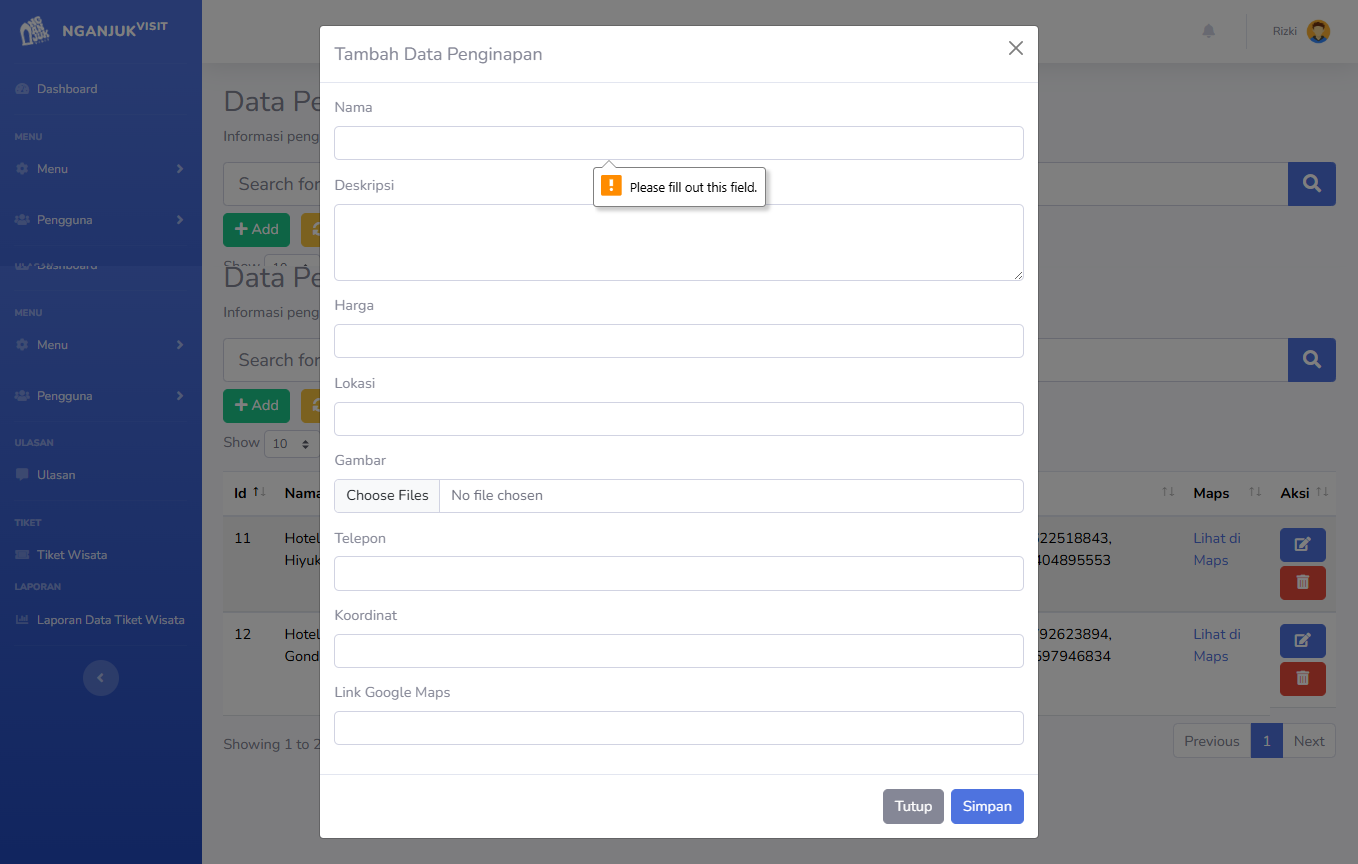 NGANJUK VISIT
Rizki
Dashboard
MENU
Menu
Pengguna
Dashboard
MENU
Menu
Pengguna
ULASAN
Ulasan
TIKET
Tiket Wisata
LAPORAN
Laporan Data Tiket Wisata
Data Pe
Informasi peng
Search for
Add
Show 10
Data Pe
Informasi peng
Search for
Add
Show 10
Id Nama Maps Aksi
11 Hotel 522518843, Lihat di
Hiyuk 404895553 Maps
12 Hotel 92623894, Lihat di
Gond 597946834 Maps
Showing 1 to 2
Previous 1 Next
Tambah Data Penginapan
Nama
Please fill out this field.
Deskripsi
Harga
Lokasi
Gambar
Choose Files No file chosen
Telepon
Koordinat
Link Google Maps
Tutup Simpan